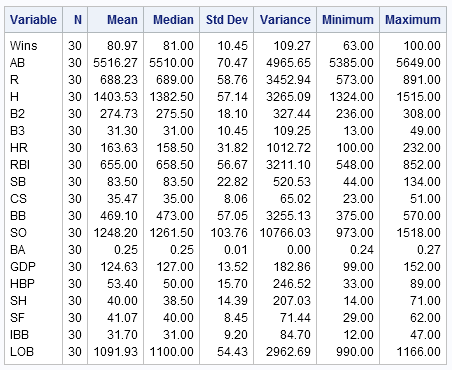 Variable N Mean Median Std Dev Variance Minimum Maximum
Wins 30 80.97 81.00 10.45 109.27 63.00 100.00
AB 30 5516.27 5510.00 70.47 4965.65 5385.00 5649.00
R 30 688.23 689.00 58.76 3452.94 573.00 891.00
H 30 1403.53 1382.50 57.14 3265.09 1324.00 1515.00
B2 30 274.73 275.50 18.10 327.44 236.00 308.00
B3 30 31.30 31.00 10.45 109.25 13.00 49.00
HR 30 163.63 158.50 31.82 1012.72 100.00 232.00
RBI 30 655.00 658.50 56.67 3211.10 548.00 852.00
SB 30 83.50 83.50 22.82 520.53 44.00 134.00
CS 30 35.47 35.00 8.06 65.02 23.00 51.00
BB 30 469.10 473.00 57.05 3255.13 375.00 570.00
SO 30 1248.20 1261.50 103.76 10766.03 973.00 1518.00
BA 30 0.25 0.25 0.01 0.00 0.24 0.27
GDP 30 124.63 127.00 13.52 182.86 99.00 152.00
HBP 30 53.40 50.00 15.70 246.52 33.00 89.00
SH 30 40.00 38.50 14.39 207.03 14.00 71.00
SF 30 41.07 40.00 8.45 71.44 29.00 62.00
IBB 30 31.70 31.00 9.20 84.70 12.00 47.00
LOB 30 1091.93 1100.00 54.43 2962.69 990.00 1166.00